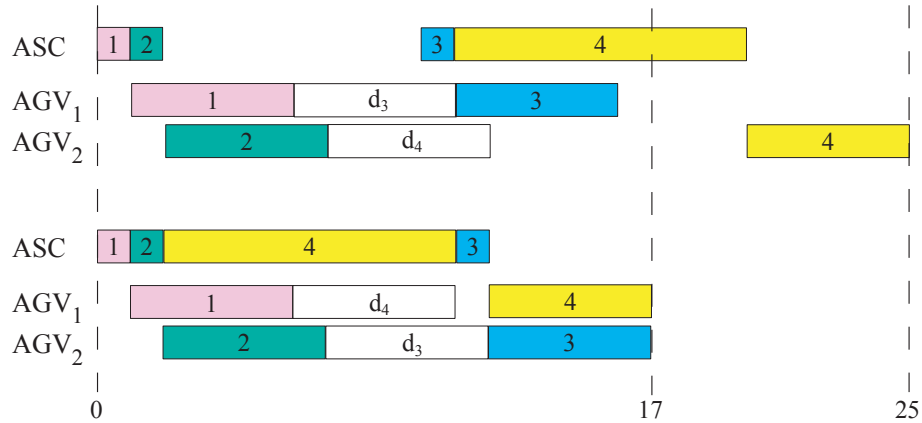 ASC 1 2 3 4
AGV₁ 1 d₃ 3
AGV₂ 2 d₄ 4
ASC 1 2 4 3
AGV₁ 1 d₄ 4
AGV₂ 2 d₃ 3
0 17 25